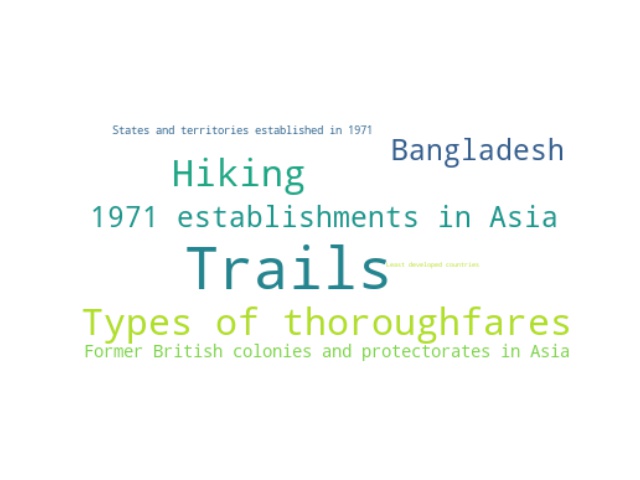 States and territories established in 1971
Bangladesh
Hiking
1971 establishments in Asia
Trails
Least developed countries
Types of thoroughfares
Former British colonies and protectorates in Asia